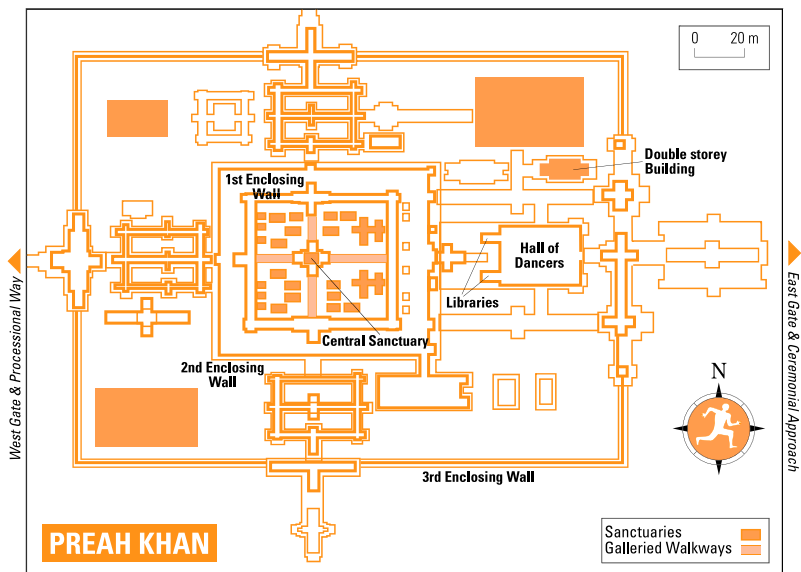 0 20 m
Double storey
Building
1st Enclosing
Wall
Hall of
Dancers
Libraries
Central Sanctuary
2nd Enclosing
Wall
West Gate & Processional Way
East Gate & Ceremonial Approach
N
3rd Enclosing Wall
PREAH KHAN
Sanctuaries
Galleried Walkways